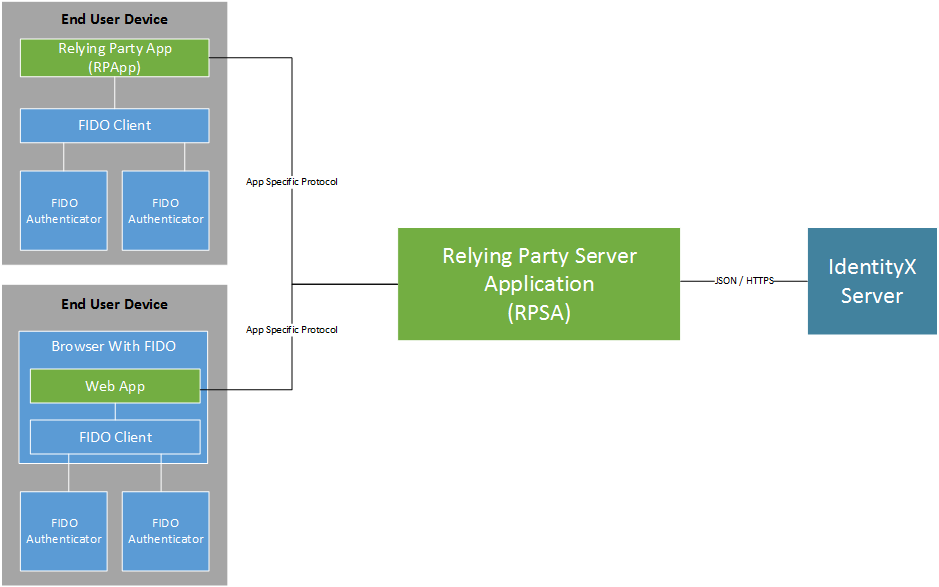 End User Device
Relying Party App
(RPApp)
FIDO Client
FIDO
Authenticator
FIDO
Authenticator
App Specific Protocol
Relying Party Server
Application
(RPSA)
JSON / HTTPS
IdentityX
Server
End User Device
App Specific Protocol
Browser With FIDO
Web App
FIDO Client
FIDO
Authenticator
FIDO
Authenticator